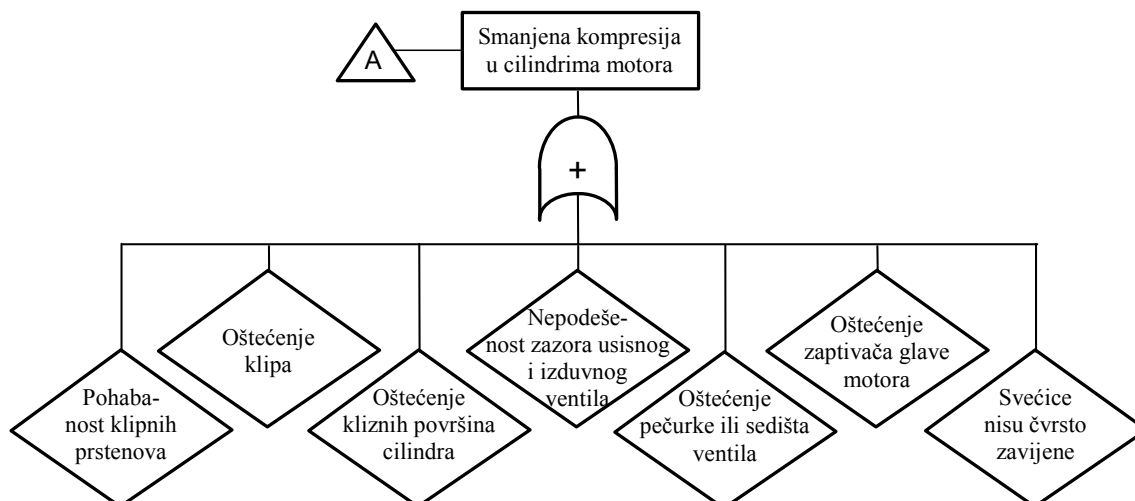 A
Smanjena kompresija
u cilindrima motora
+
Pohaba-
nost klipnih
prstenova
Oštećenje
klipa
Oštećenje
kliznih površina
cilindra
Nepodeše-
nost zazora usisnog
i izduvnog
ventila
Oštećenje
pečurke ili sedišta
ventila
Oštećenje
zaptivača glave
motora
Svećice
nisu čvrsto
zavijene